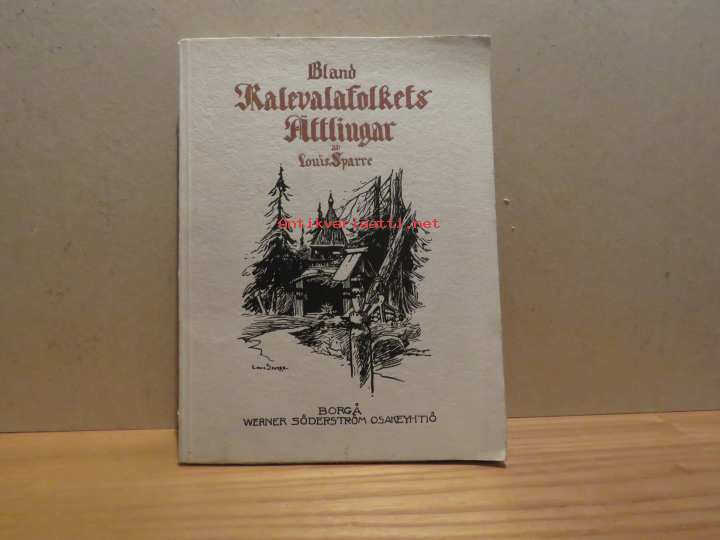 Bland
Kalevalafolkets
Ättlingar
av
Louis Sparre
Antikvariaatti.net
Louis Sparre
BORGÅ
WERNER SÖDERSTRÖM OSAKEYHTIÖ